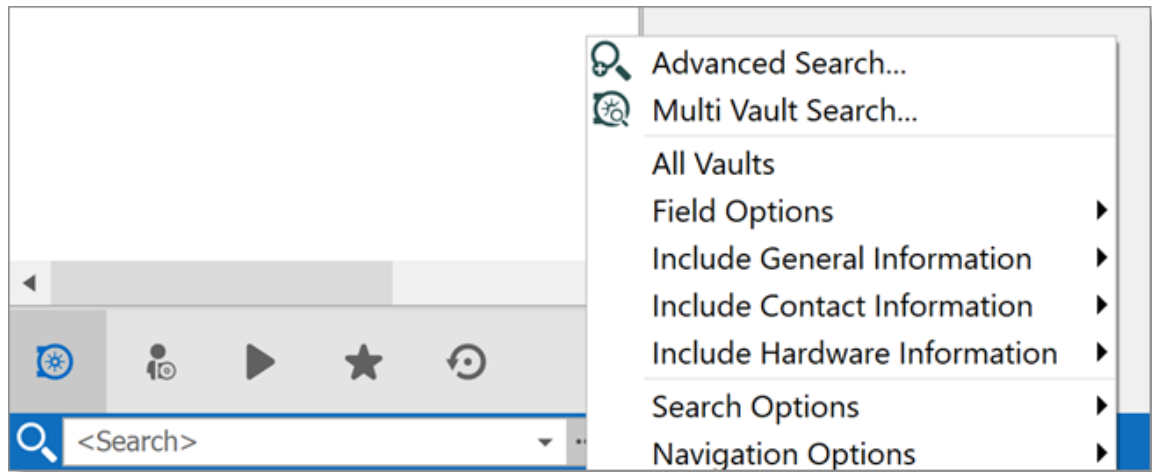 Advanced Search...
Multi Vault Search...
All Vaults
Field Options
Include General Information
Include Contact Information
Include Hardware Information
Search Options
Navigation Options
<Search>